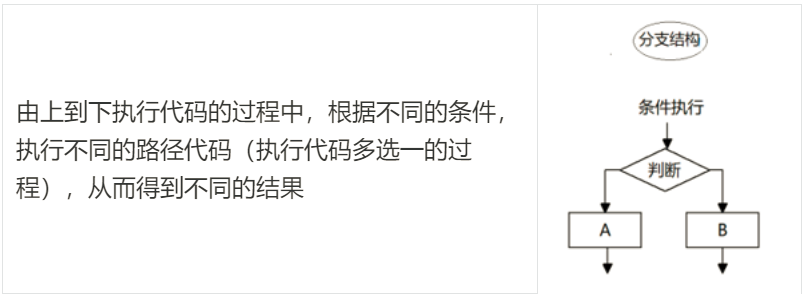 由上到下执行代码的过程中，根据不同的条件，
执行不同的路径代码（执行代码多选一的过
程），从而得到不同的结果
分支结构
条件执行
判断
A
B